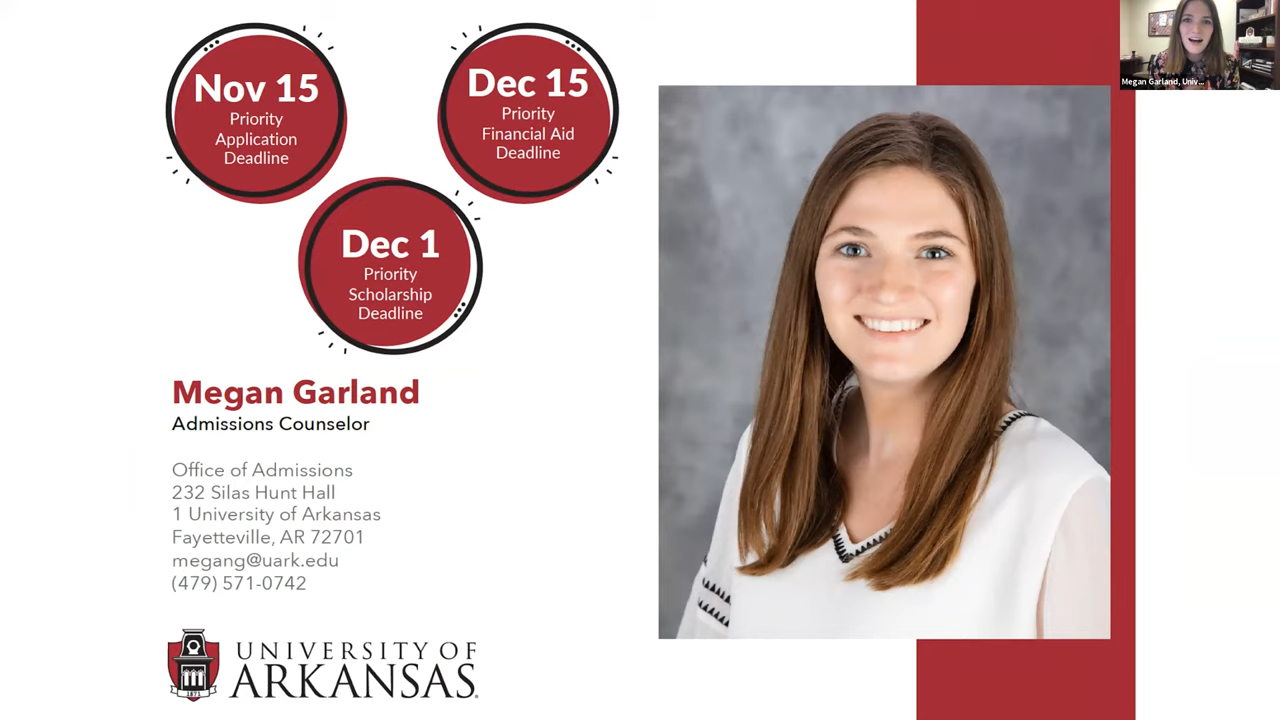 Nov 15
Priority
Application
Deadline
Dec 15
Priority
Financial Aid
Deadline
Dec 1
Priority
Scholarship
Deadline
Megan Garland
Admissions Counselor
Office of Admissions
232 Silas Hunt Hall
1 University of Arkansas
Fayetteville, AR 72701
megang@uark.edu
(479) 571-0742
1871
UNIVERSITY OF
ARKANSAS
Megan Garland, Univ...